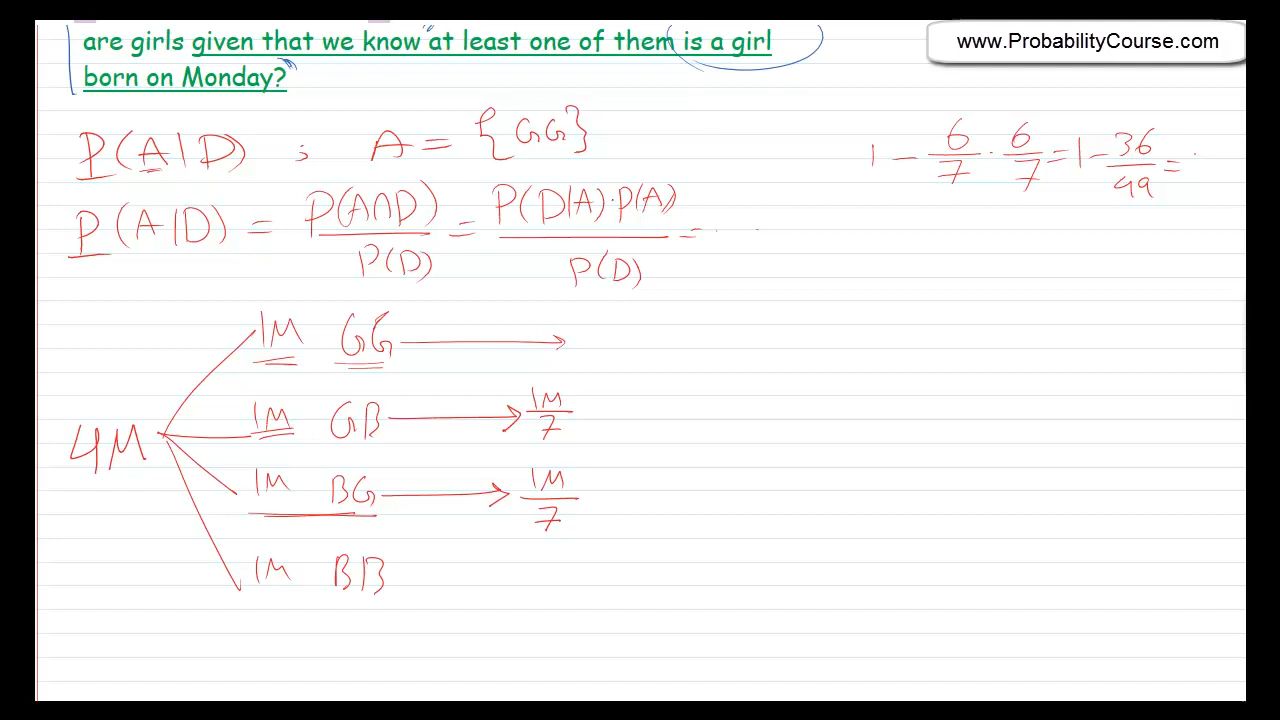 are girls given that we know "at least one of them is a girl
www.ProbabilityCourse.com
born on Monday?"
P(A|D) ; A = {GG}
1 - 6/7 · 6/7 = 1 - 36/49 = ·
P(A|D) = P(A∩D)/P(D) = P(D|A)·P(A)/P(D) = ...
1M GG
1M GB 1M/7
4M
1M BG 1M/7
1M BB